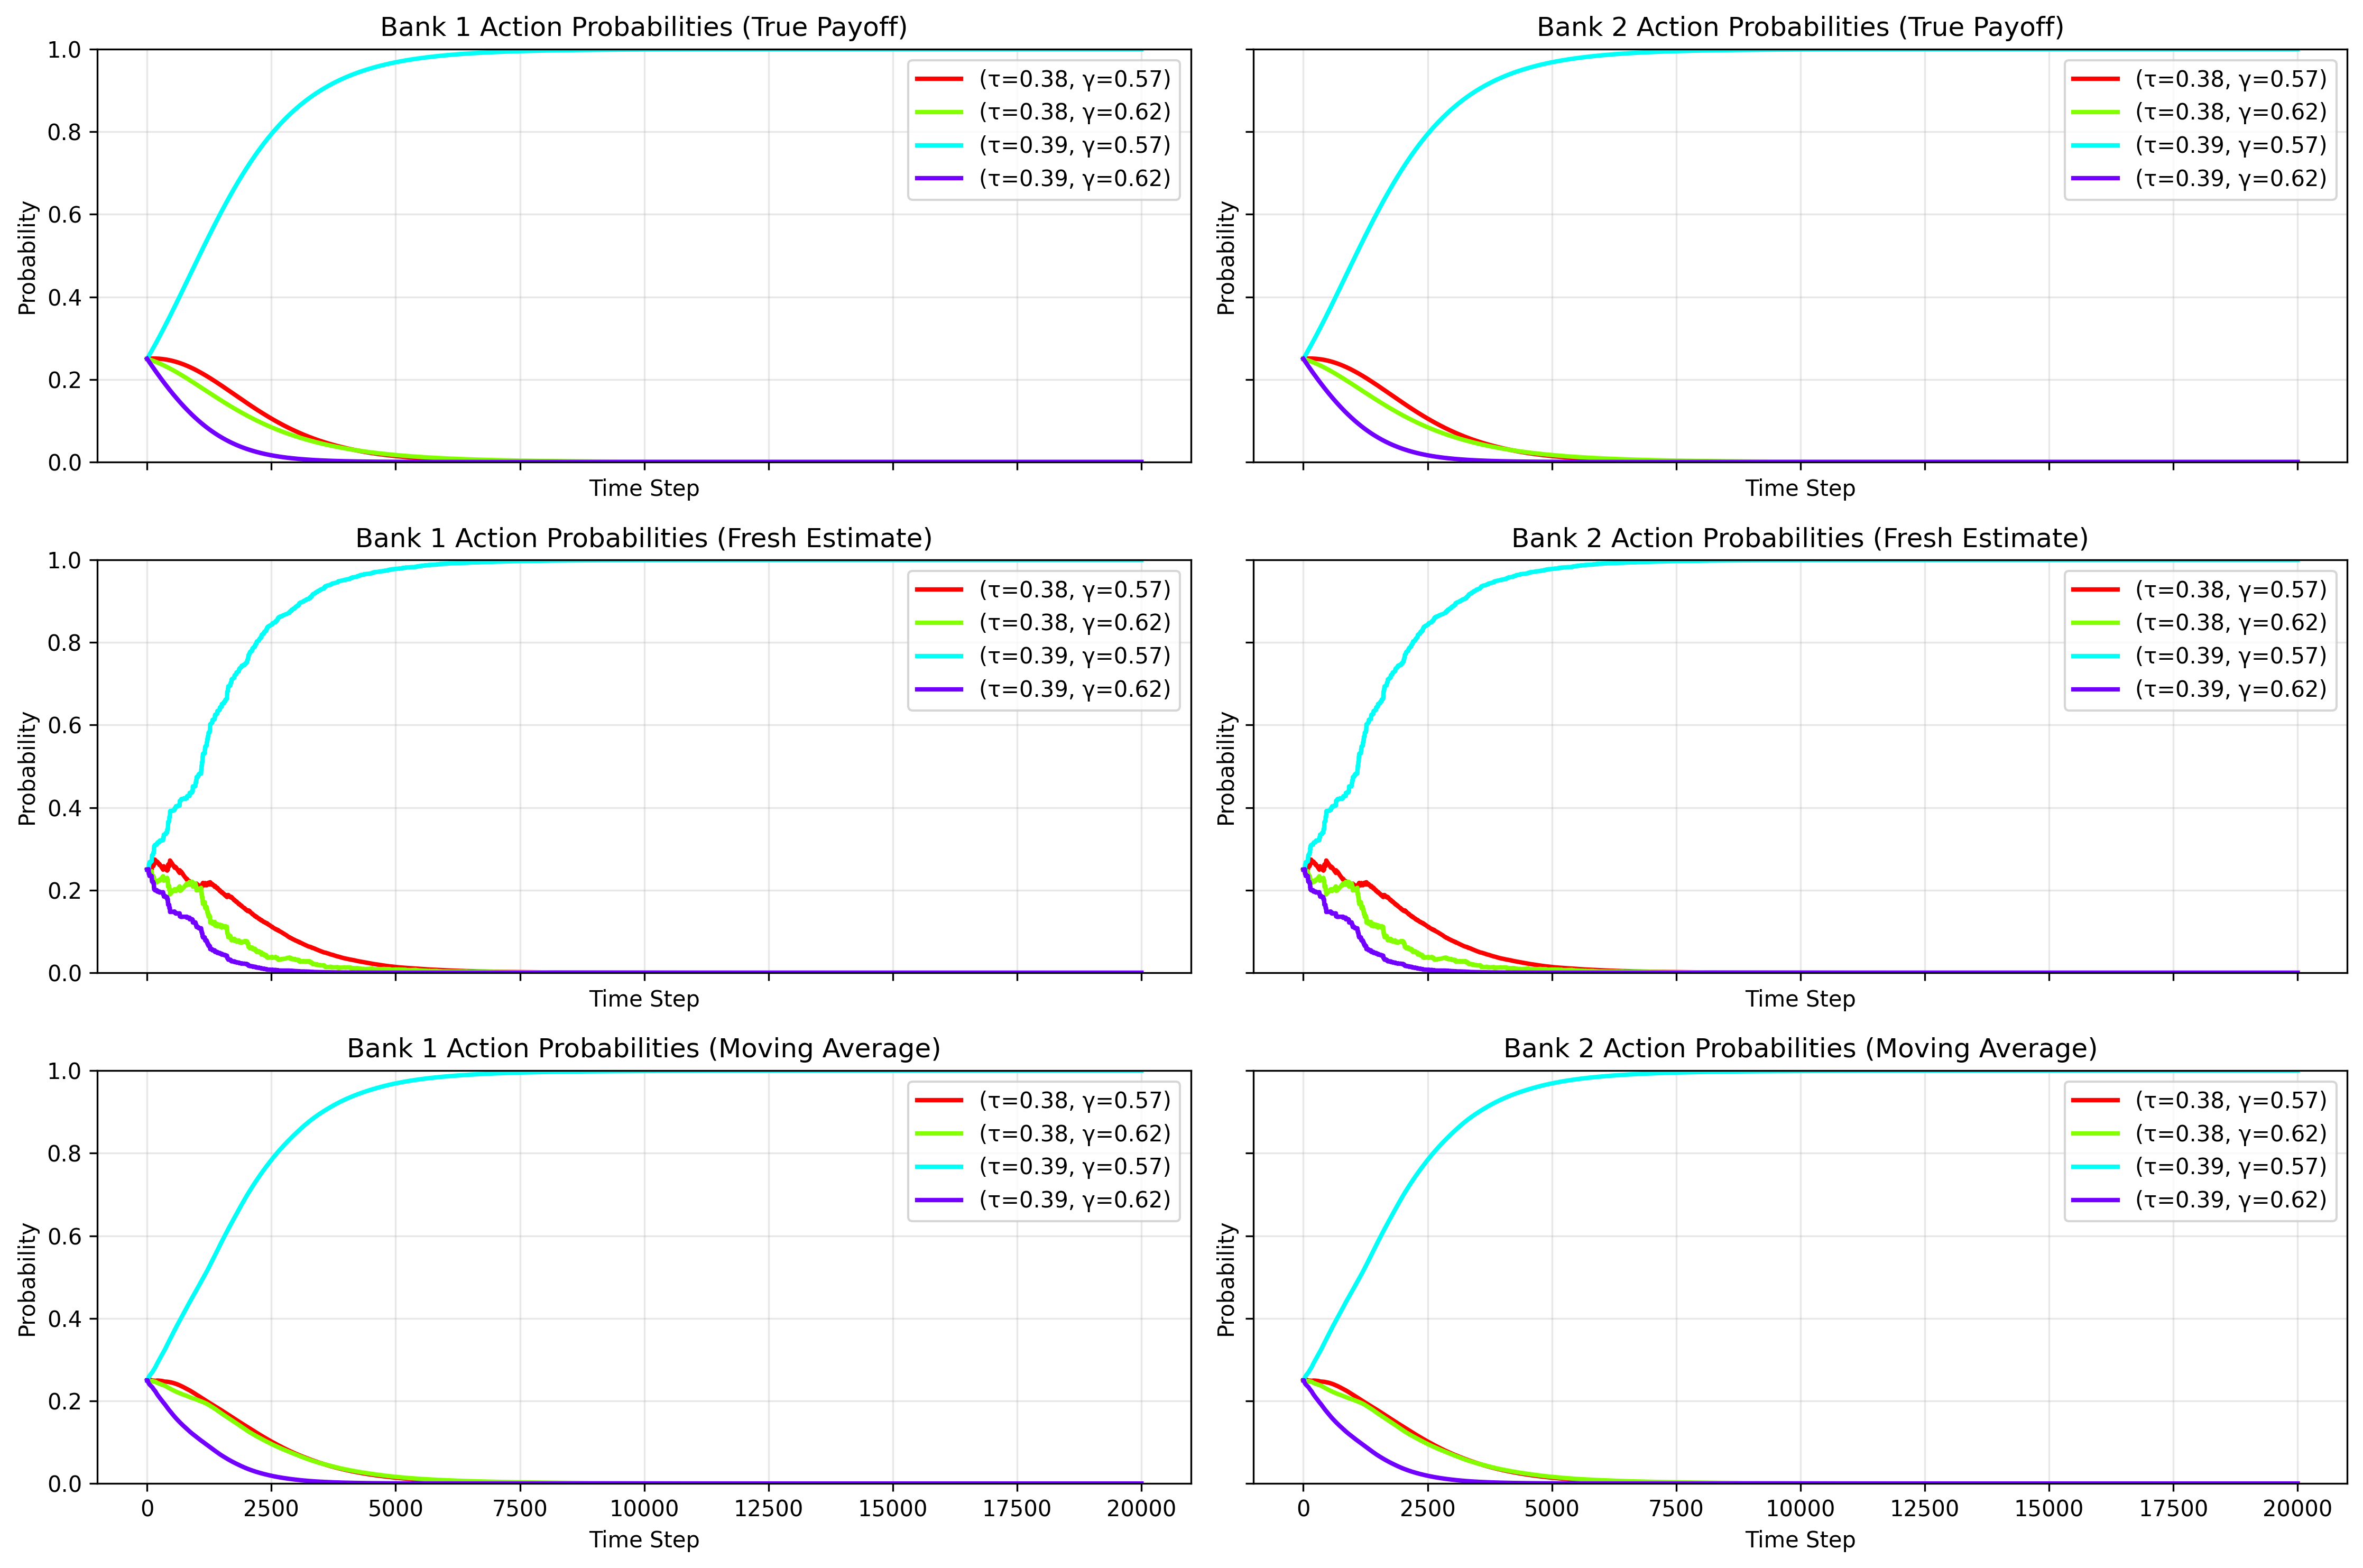 Bank 1 Action Probabilities (True Payoff)
1.0
0.8
0.6
0.4
0.2
0.0
Probability
(τ=0.38, γ=0.57)
(τ=0.38, γ=0.62)
(τ=0.39, γ=0.57)
(τ=0.39, γ=0.62)
Time Step
Bank 2 Action Probabilities (True Payoff)
Probability
(τ=0.38, γ=0.57)
(τ=0.38, γ=0.62)
(τ=0.39, γ=0.57)
(τ=0.39, γ=0.62)
Time Step
Bank 1 Action Probabilities (Fresh Estimate)
1.0
0.8
0.6
0.4
0.2
0.0
Probability
(τ=0.38, γ=0.57)
(τ=0.38, γ=0.62)
(τ=0.39, γ=0.57)
(τ=0.39, γ=0.62)
Time Step
Bank 2 Action Probabilities (Fresh Estimate)
Probability
(τ=0.38, γ=0.57)
(τ=0.38, γ=0.62)
(τ=0.39, γ=0.57)
(τ=0.39, γ=0.62)
Time Step
Bank 1 Action Probabilities (Moving Average)
1.0
0.8
0.6
0.4
0.2
0.0
Probability
(τ=0.38, γ=0.57)
(τ=0.38, γ=0.62)
(τ=0.39, γ=0.57)
(τ=0.39, γ=0.62)
0 2500 5000 7500 10000 12500 15000 17500 20000
Time Step
Bank 2 Action Probabilities (Moving Average)
Probability
(τ=0.38, γ=0.57)
(τ=0.38, γ=0.62)
(τ=0.39, γ=0.57)
(τ=0.39, γ=0.62)
0 2500 5000 7500 10000 12500 15000 17500 20000
Time Step